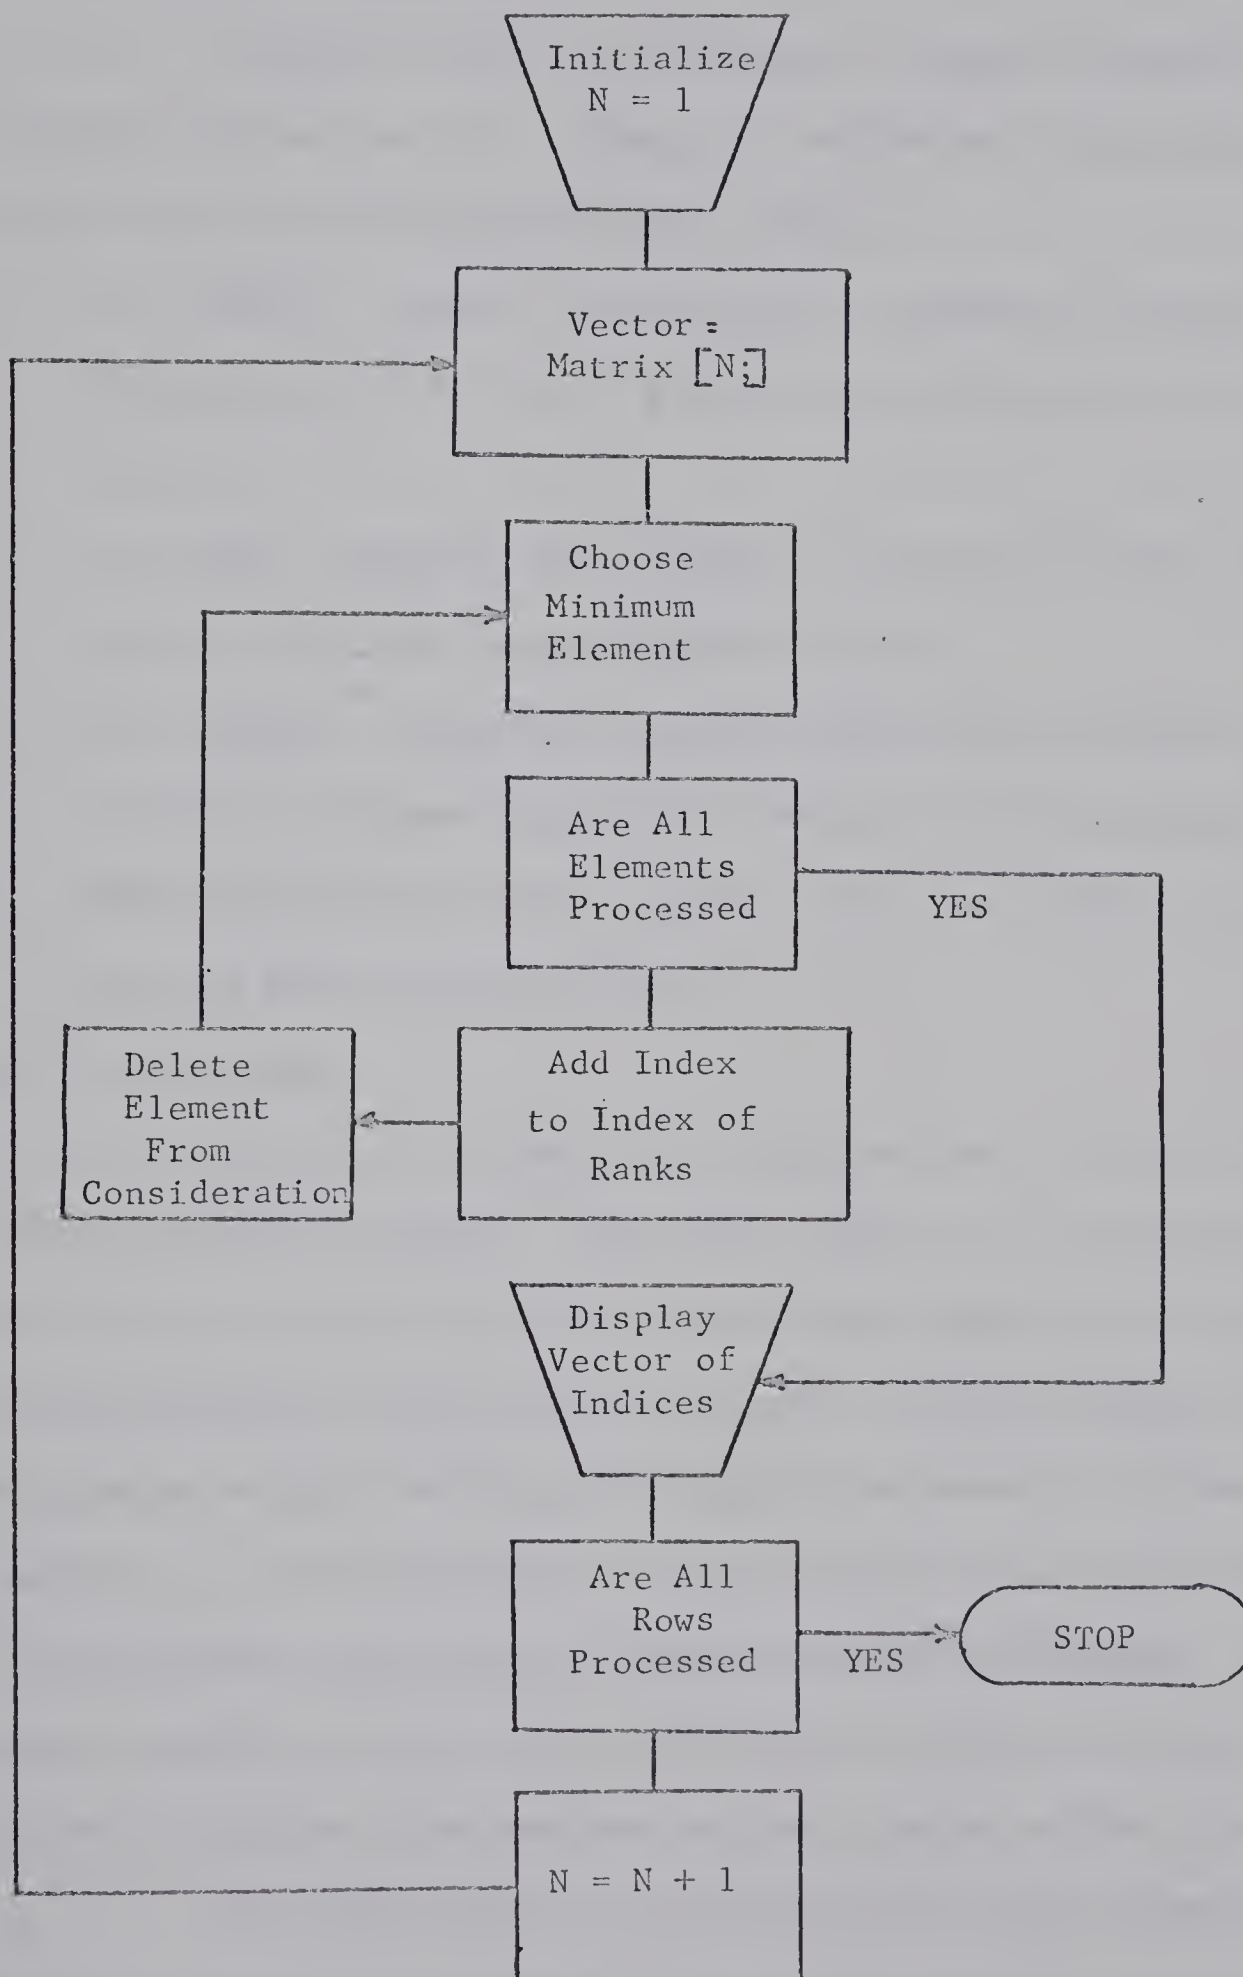 Initialize
N = 1
Vector =
Matrix [N;]
Choose
Minimum
Element
Are All
Elements
Processed
YES
Add Index
to Index of
Ranks
Delete
Element
From
Consideration
Display
Vector of
Indices
Are All
Rows
Processed
YES
STOP
N = N + 1